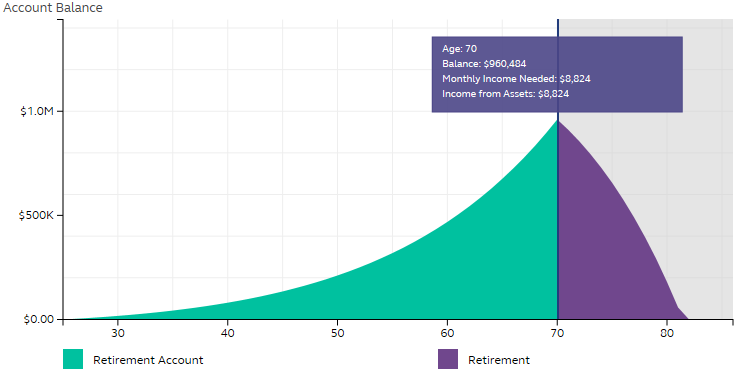 Account Balance
Age: 70
Balance: $960,484
Monthly Income Needed: $8,824
Income from Assets: $8,824
$1.0M
$500K
$0.00
30 40 50 60 70 80
Retirement Account Retirement